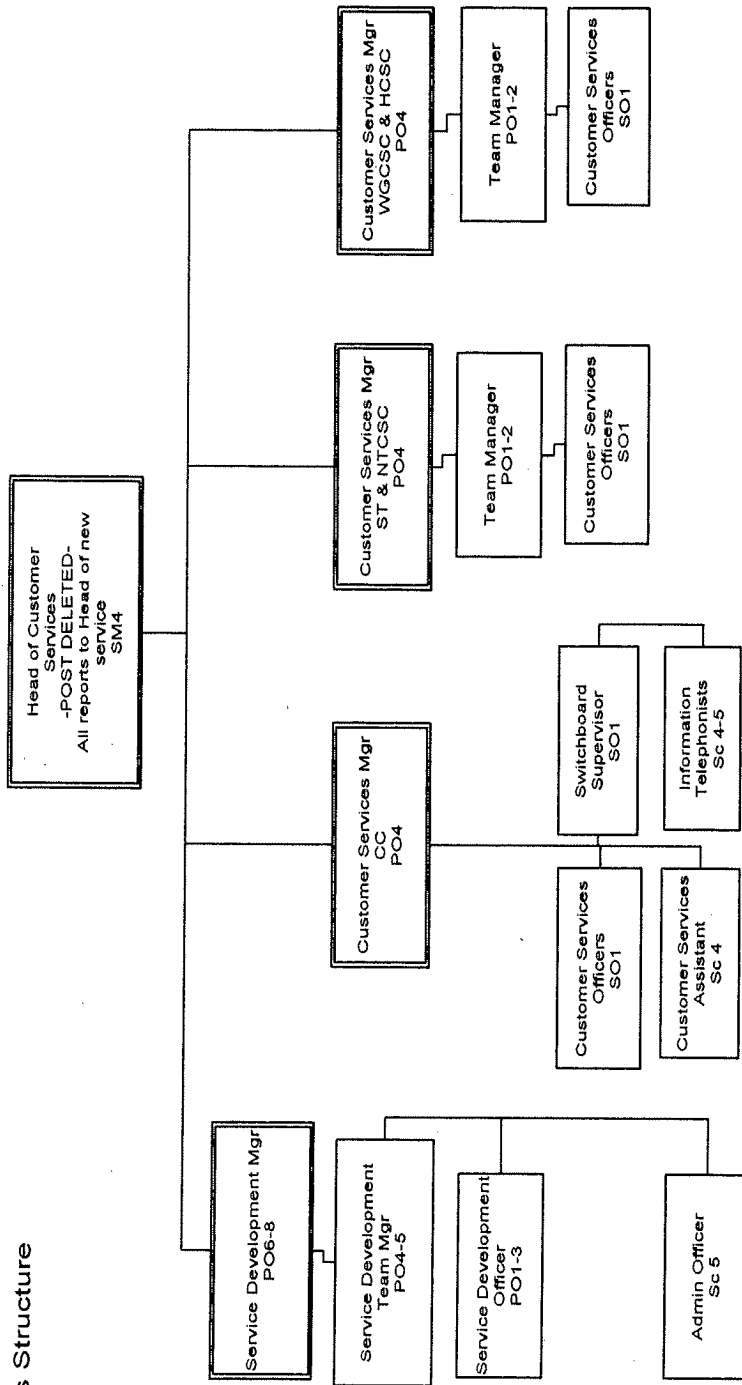 s Structure
Head of Customer
Services
-POST DELETED-
All reports to Head of new
service
SM4
Service Development Mgr
PO6-8
Service Development
Team Mgr
PO4-5
Service Development
Officer
PO1-3
Admin Officer
Sc 5
Customer Services Mgr
CC
PO4
Customer Services
Officers
SO1
Customer Services
Assistant
Sc 4
Switchboard
Supervisor
SO1
Information
Telephonists
Sc 4-5
Customer Services Mgr
ST & NTCSC
PO4
Team Manager
PO1-2
Customer Services
Officers
SO1
Customer Services Mgr
WGCSC & HCSC
PO4
Team Manager
PO1-2
Customer Services
Officers
SO1